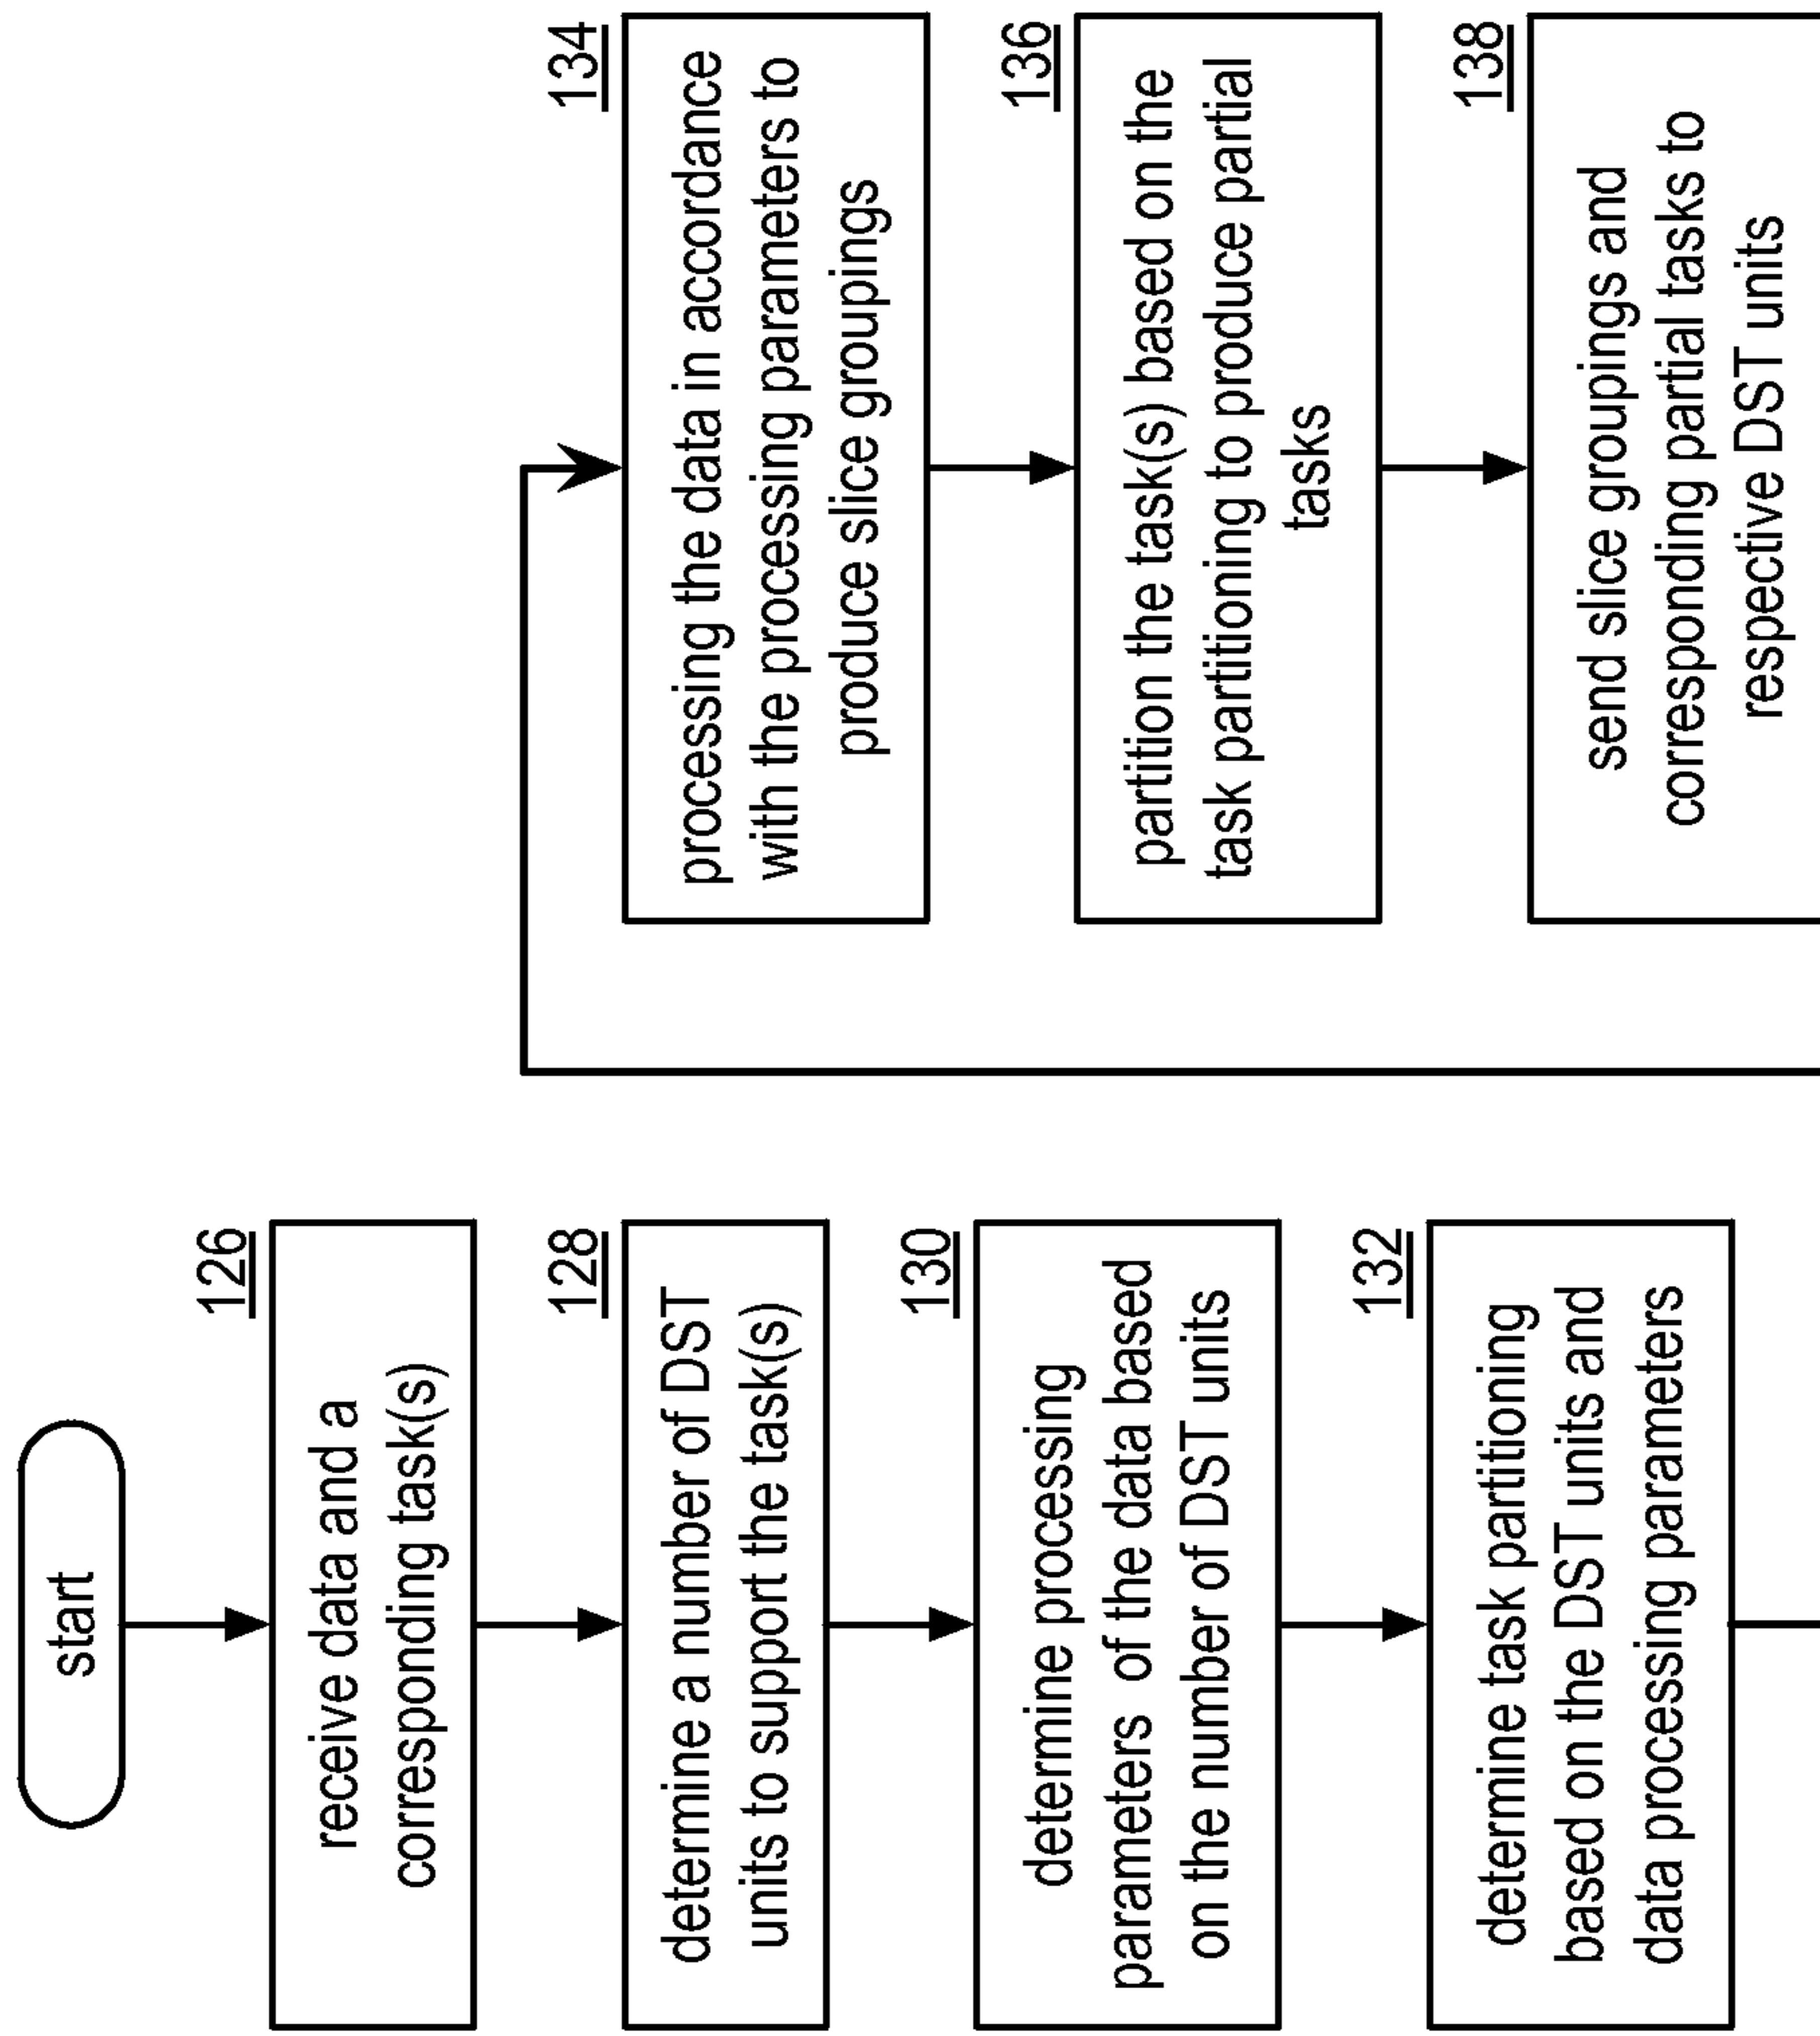 start
126
receive data and a
corresponding task(s)
128
determine a number of DST
units to support the task(s)
130
determine processing
parameters of the data based
on the number of DST units
132
determine task partitioning
based on the DST units and
data processing parameters
134
processing the data in accordance
with the processing parameters to
produce slice groupings
136
partition the task(s) based on the
task partitioning to produce partial
tasks
138
send slice groupings and
corresponding partial tasks to
respective DST units